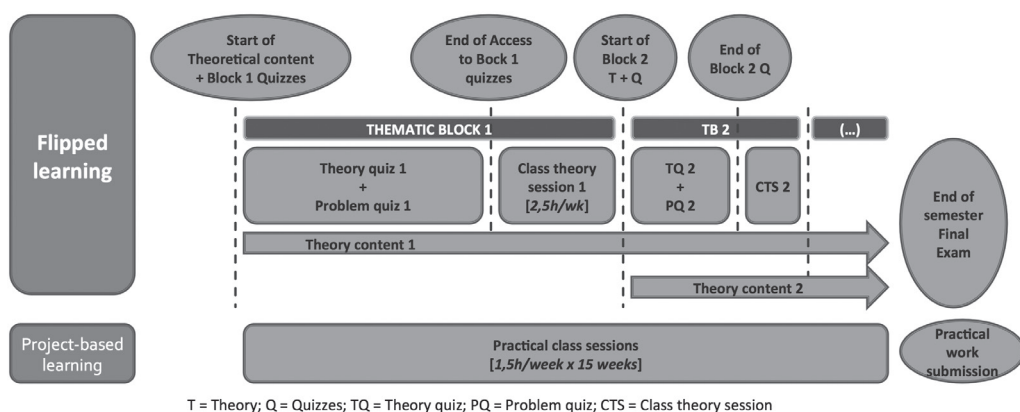 Flipped
learning
Start of
Theoretical content
+ Block 1 Quizzes
End of Access
to Bock 1
quizzes
Start of
Block 2
T + Q
End of
Block 2 Q
THEMATIC BLOCK 1
TB 2
(...)
Theory quiz 1
+
Problem quiz 1
Class theory
session 1
[2,5h/wk]
TQ 2
+
PQ 2
CTS 2
Theory content 1
Theory content 2
End of
semester
Final
Exam
Project-based
learning
Practical class sessions
[1,5h/week x 15 weeks]
Practical
work
submission
T = Theory; Q = Quizzes; TQ = Theory quiz; PQ = Problem quiz; CTS = Class theory session